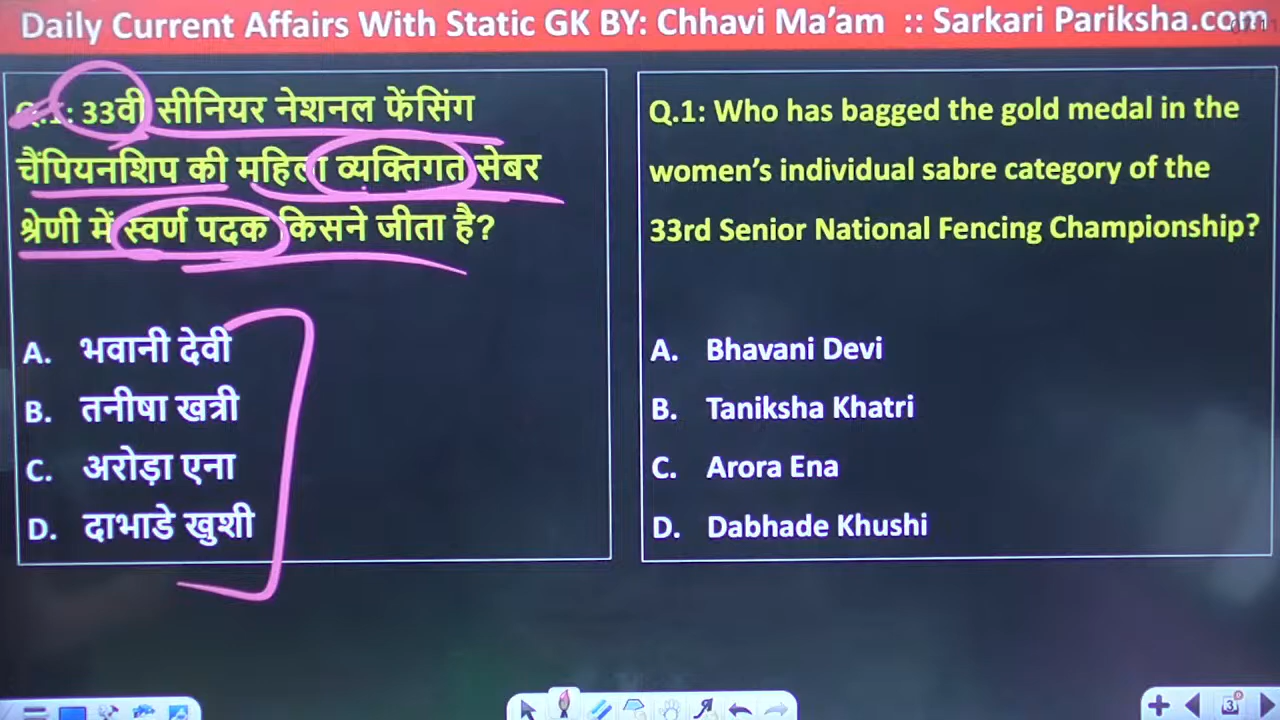 Daily Current Affairs With Static GK BY: Chhavi Ma’am :: Sarkari Pariksha.com
Q.1: 33वी सीनियर नेशनल फेंसिंग
चैंपियनशिप की महिला व्यक्तिगत सेबर
श्रेणी में स्वर्ण पदक किसने जीता है?
A. भवानी देवी
B. तनीषा खत्री
C. अरोड़ा एना
D. दाभाडे खुशी
Q.1: Who has bagged the gold medal in the
women’s individual sabre category of the
33rd Senior National Fencing Championship?
A. Bhavani Devi
B. Taniksha Khatri
C. Arora Ena
D. Dabhade Khushi
3